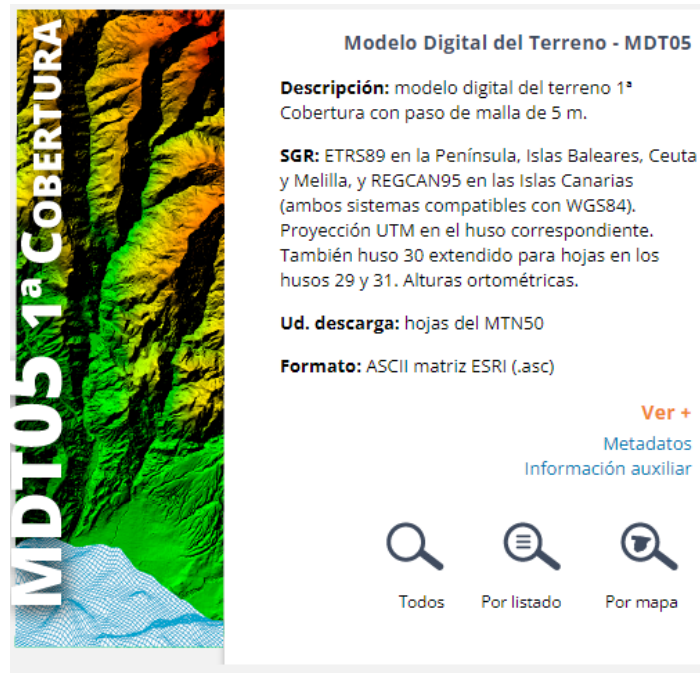 MDT05 1ª COBERTURA
Modelo Digital del Terreno - MDT05
Descripción: modelo digital del terreno 1ª
Cobertura con paso de malla de 5 m.
SGR: ETRS89 en la Península, Islas Baleares, Ceuta
y Melilla, y REGCAN95 en las Islas Canarias
(ambos sistemas compatibles con WGS84).
Proyección UTM en el huso correspondiente.
También huso 30 extendido para hojas en los
husos 29 y 31. Alturas ortométricas.
Ud. descarga: hojas del MTN50
Formato: ASCII matriz ESRI (.asc)
Ver +
Metadatos
Información auxiliar
Todos Por listado Por mapa